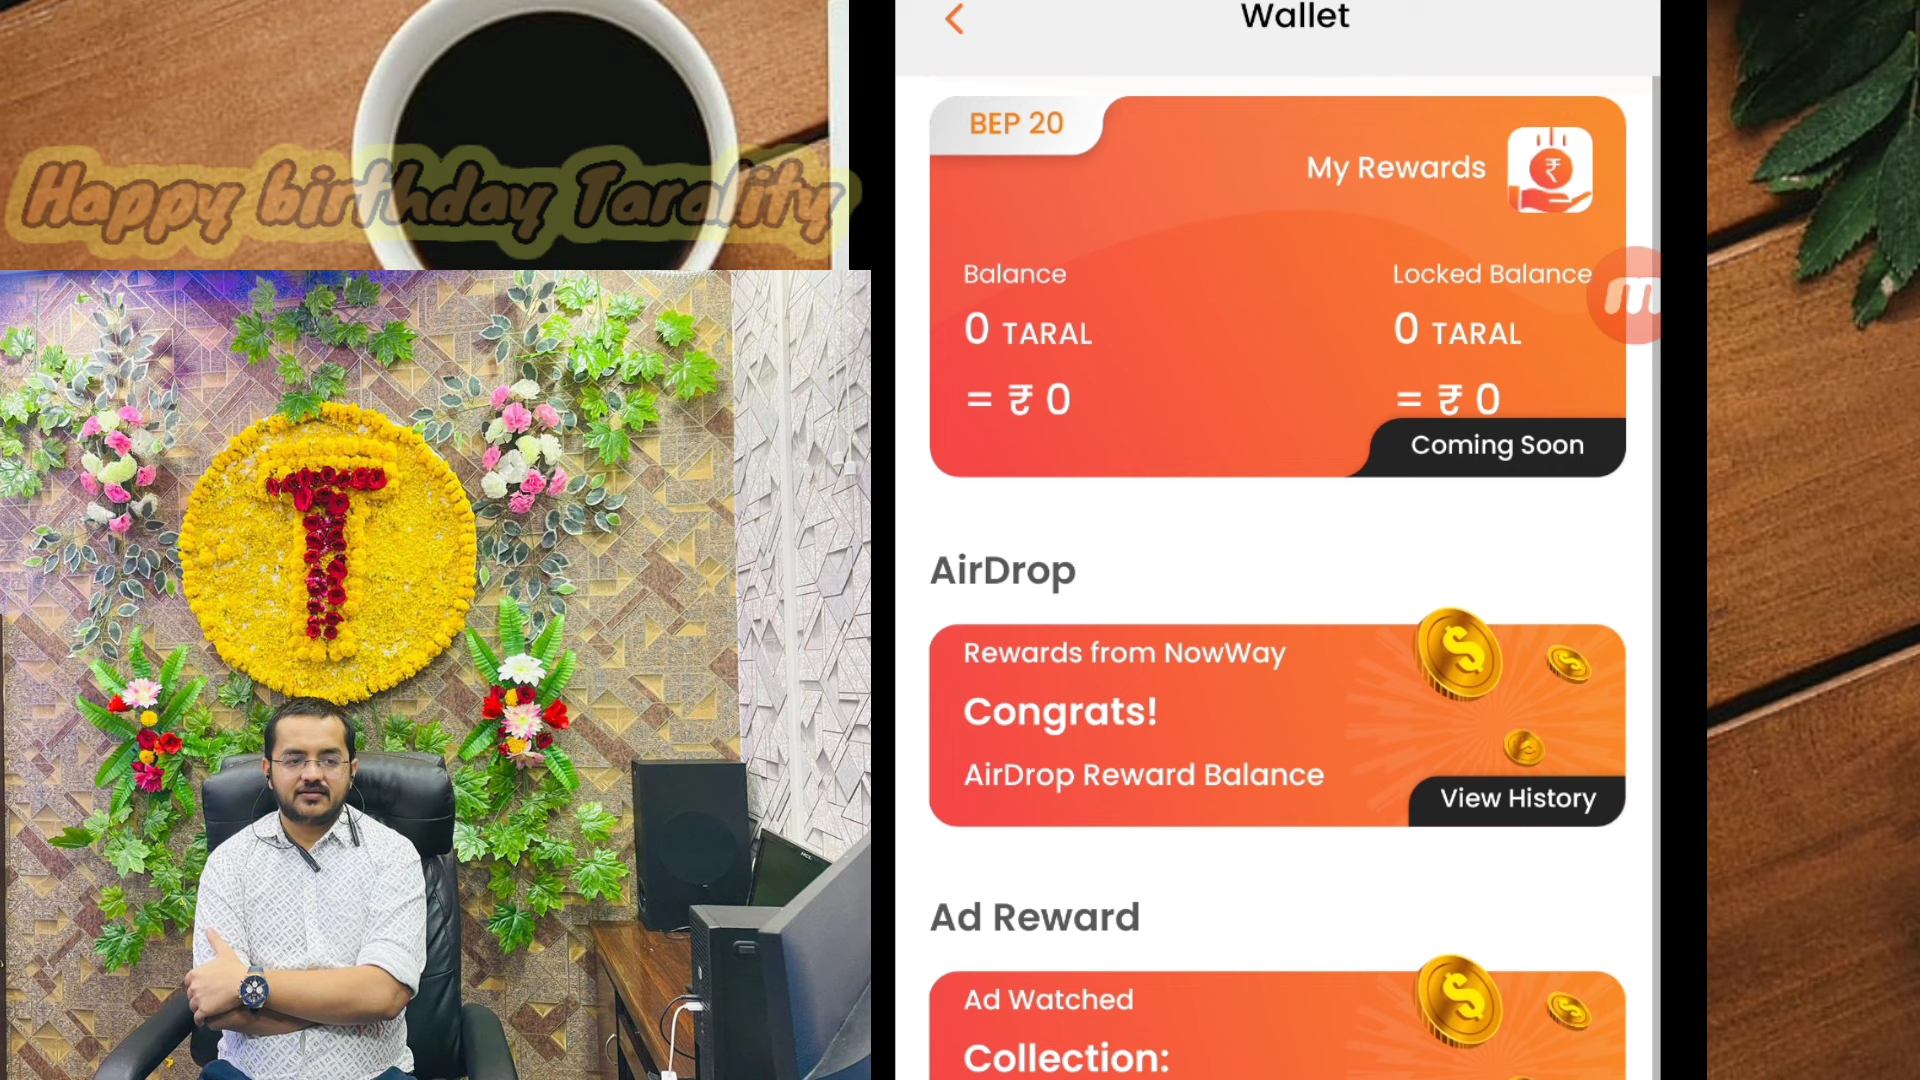 Happy birthday Taralify
T
Wallet
BEP 20
My Rewards
₹
Balance
Locked Balance
0 TARAL
0 TARAL
= ₹ 0
= ₹ 0
Coming Soon
AirDrop
Rewards from NowWay
Congrats!
AirDrop Reward Balance
View History
Ad Reward
Ad Watched
Collection: